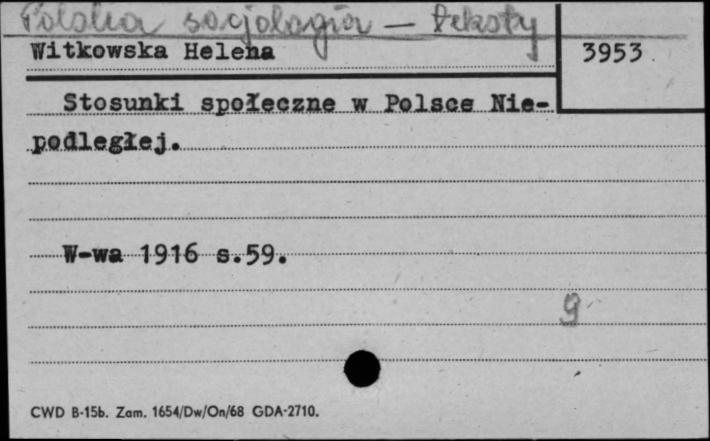 Polska socjologia – teksty
Witkowska Helena
3953
Stosunki społeczne w Polsce Nie-
podległej.
W-wa 1916 s.59.
9
CWD B-15b. Zam. 1654/Dw/On/68 GDA-2710.